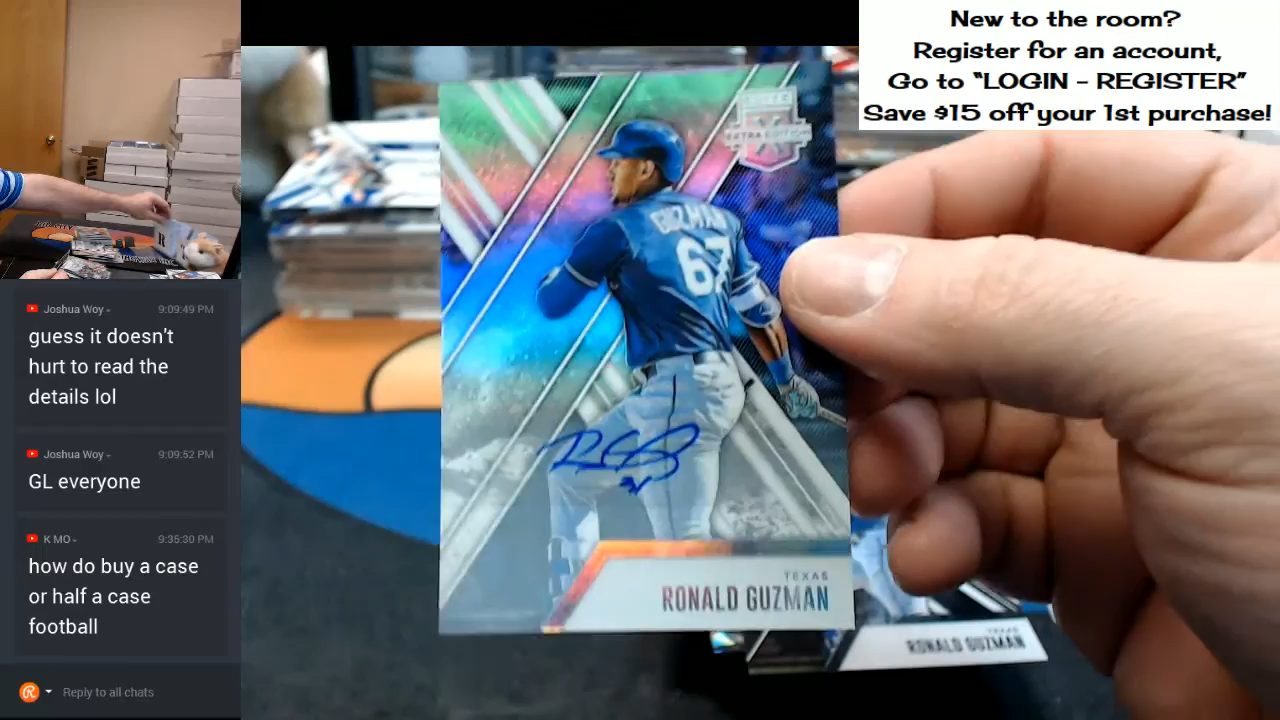 New to the room?
Register for an account,
Go to "LOGIN - REGISTER"
Save $15 off your 1st purchase!
Joshua Woy
9:09:49 PM
guess it doesn't
hurt to read the
details lol
Joshua Woy
9:09:52 PM
GL everyone
K MO
9:35:30 PM
how do buy a case
or half a case
football
Reply to all chats
EXTRA EDITION
GUZMAN
67
TEXAS
RONALD GUZMAN
TEXAS
RONALD GUZMAN